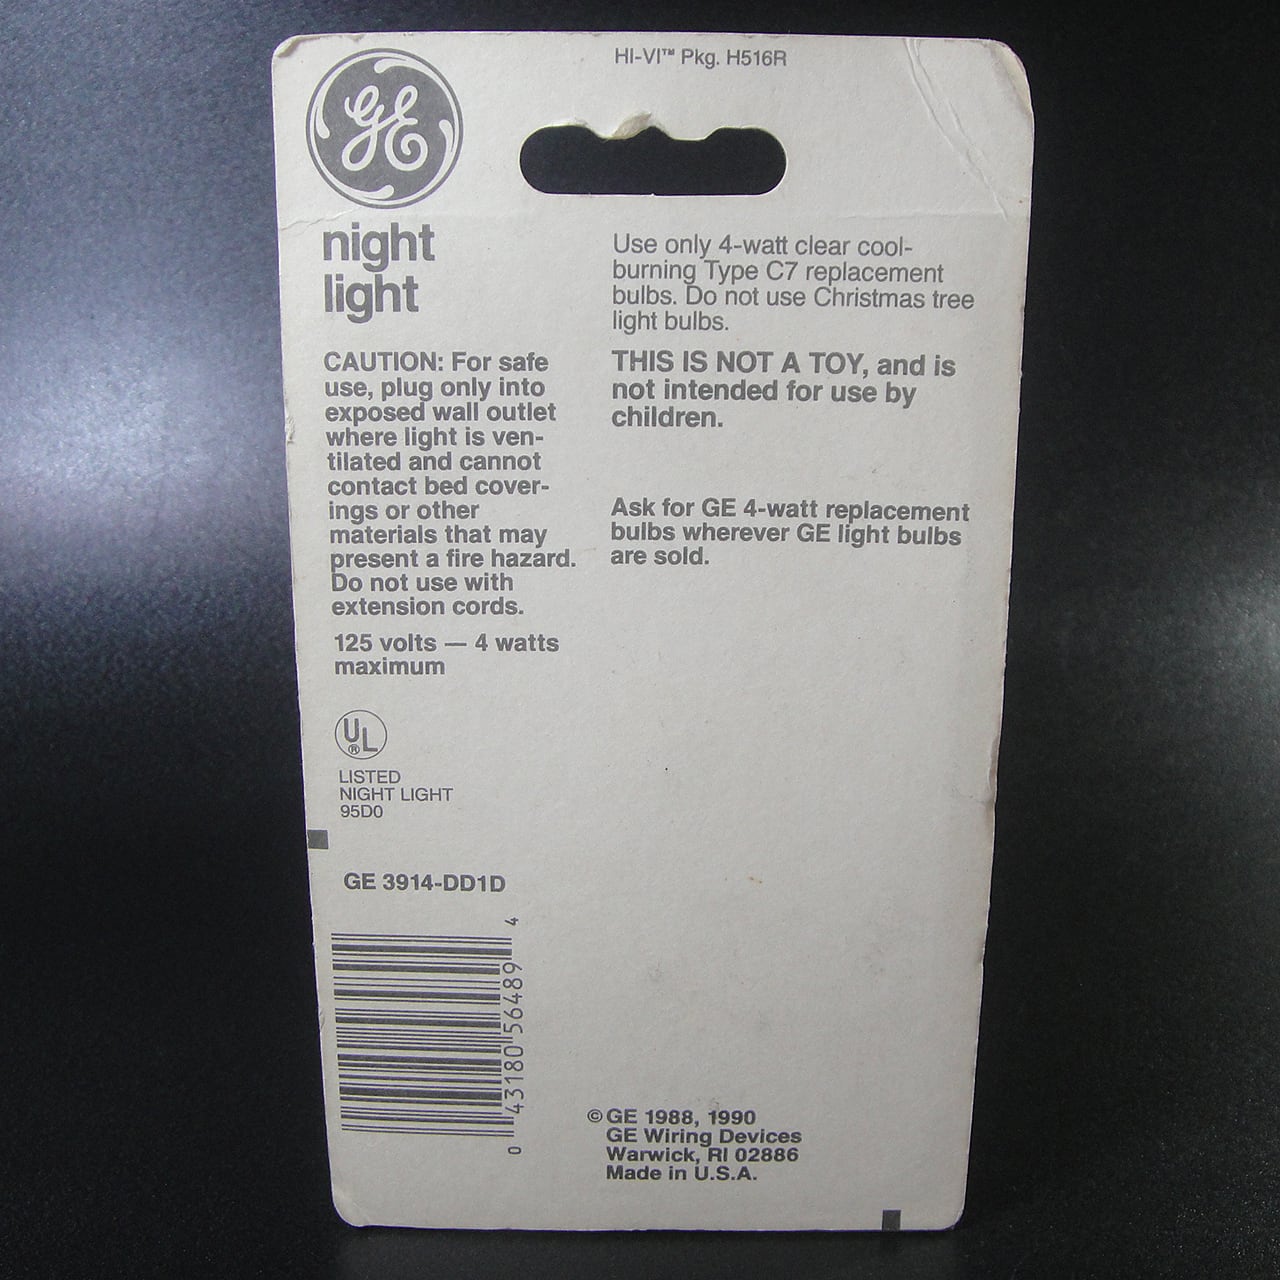 HI-VI™ Pkg. H516R
GE
night
light
CAUTION: For safe
use, plug only into
exposed wall outlet
where light is ven-
tilated and cannot
contact bed cover-
ings or other
materials that may
present a fire hazard.
Do not use with
extension cords.
125 volts — 4 watts
maximum
UL
®
LISTED
NIGHT LIGHT
95D0
GE 3914-DD1D
0 43180 56489 4
Use only 4-watt clear cool-
burning Type C7 replacement
bulbs. Do not use Christmas tree
light bulbs.
THIS IS NOT A TOY, and is
not intended for use by
children.
Ask for GE 4-watt replacement
bulbs wherever GE light bulbs
are sold.
© GE 1988, 1990
GE Wiring Devices
Warwick, RI 02886
Made in U.S.A.